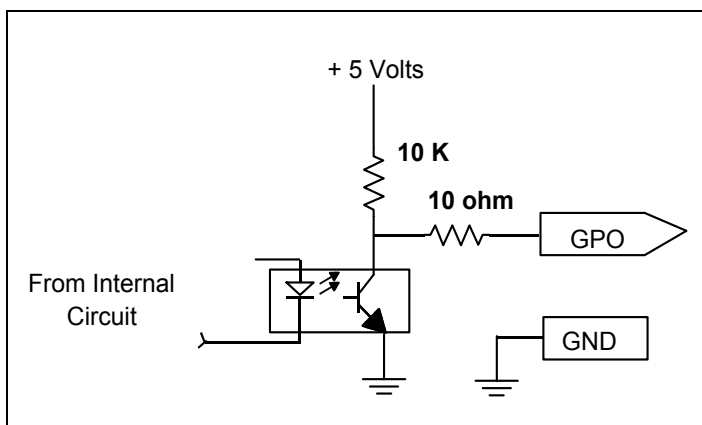 + 5 Volts
10 K
10 ohm
GPO
From Internal
Circuit
GND